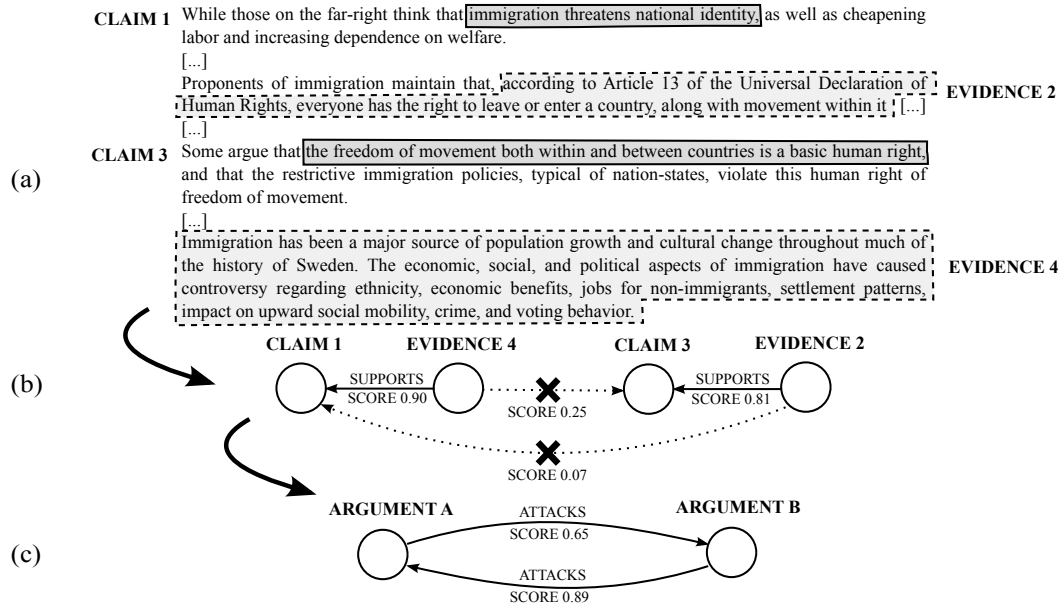 CLAIM 1 While those on the far-right think that immigration threatens national identity, as well as cheapening
labor and increasing dependence on welfare.
[...]
Proponents of immigration maintain that, according to Article 13 of the Universal Declaration of
Human Rights, everyone has the right to leave or enter a country, along with movement within it [...]
EVIDENCE 2
[...]
CLAIM 3 Some argue that the freedom of movement both within and between countries is a basic human right,
(a)
and that the restrictive immigration policies, typical of nation-states, violate this human right of
freedom of movement.
[...]
Immigration has been a major source of population growth and cultural change throughout much of
the history of Sweden. The economic, social, and political aspects of immigration have caused
EVIDENCE 4
controversy regarding ethnicity, economic benefits, jobs for non-immigrants, settlement patterns,
impact on upward social mobility, crime, and voting behavior.
CLAIM 1 EVIDENCE 4 CLAIM 3 EVIDENCE 2
(b)
SUPPORTS SUPPORTS
SCORE 0.90 SCORE 0.81
SCORE 0.25
SCORE 0.07
ARGUMENT A ARGUMENT B
ATTACKS
SCORE 0.65
(c)
ATTACKS
SCORE 0.89